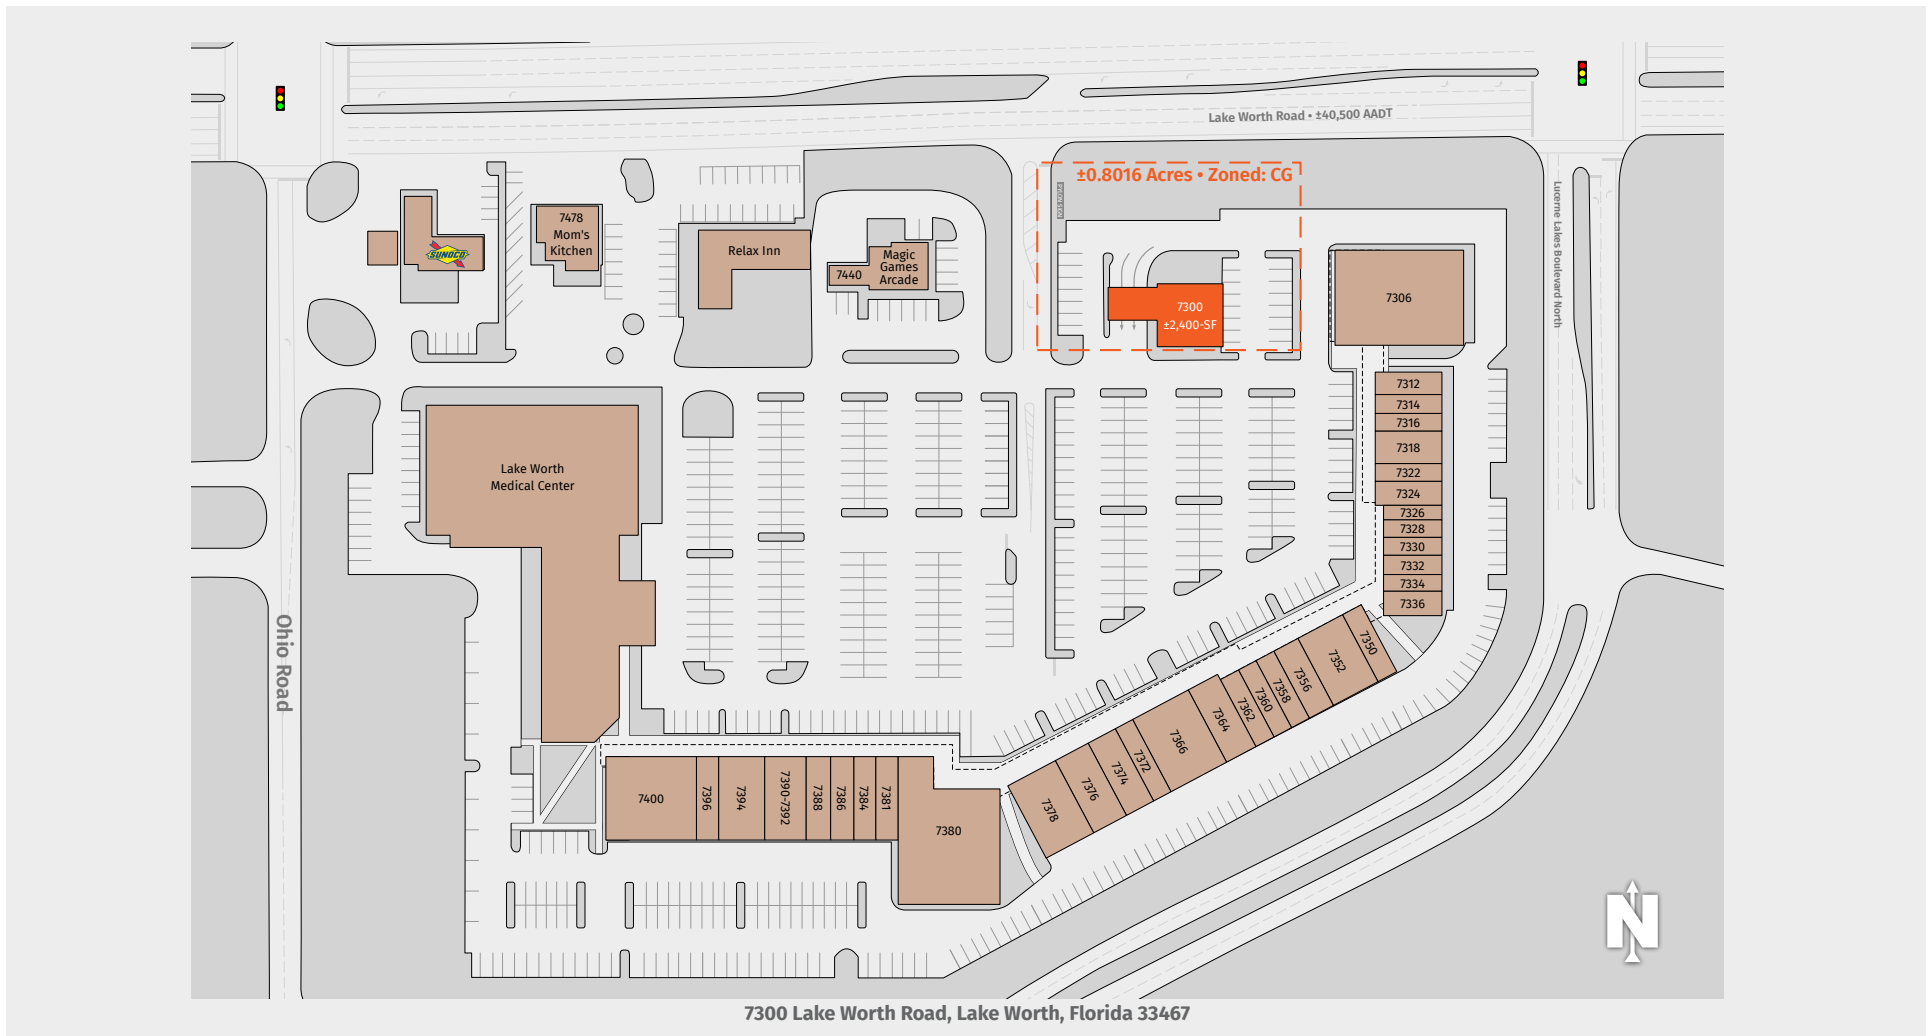 Lake Worth Road • ±40,500 AADT
±0.8016 Acres • Zoned: CG
PYLON SIGN
Lucerne Lakes Boulevard North
SUNOCO
7478
Mom's
Kitchen
Relax Inn
7440
Magic
Games
Arcade
7300
±2,400-SF
7306
7312
7314
7316
7318
7322
7324
7326
7328
7330
7332
7334
7336
Lake Worth
Medical Center
Ohio Road
7350
7352
7356
7358
7360
7362
7364
7366
7372
7374
7376
7378
7400
7396
7394
7390-7392
7388
7386
7384
7381
7380
N
7300 Lake Worth Road, Lake Worth, Florida 33467